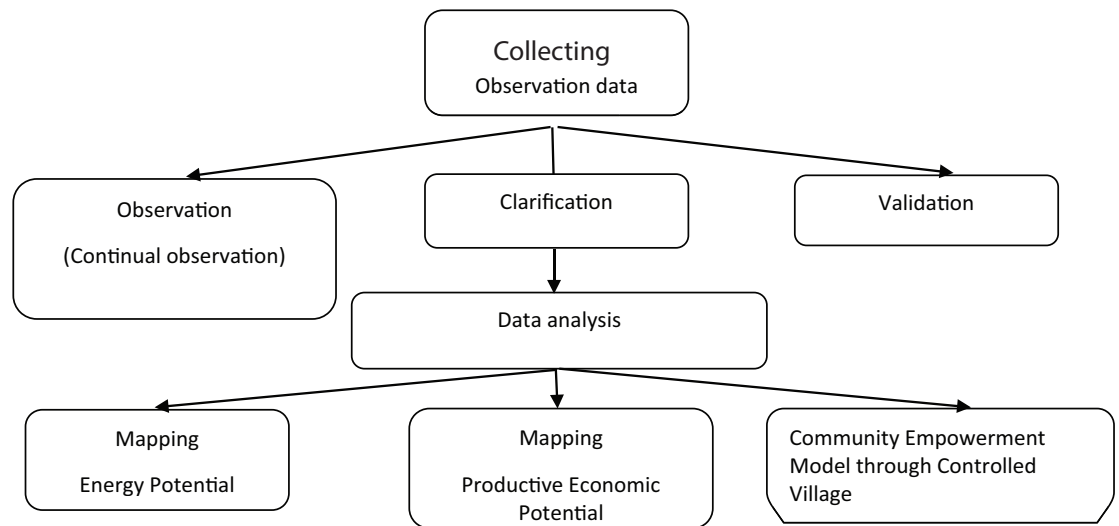 Collecting
Observation data
Observation
(Continual observation)
Clarification
Validation
Data analysis
Mapping
Energy Potential
Mapping
Productive Economic
Potential
Community Empowerment
Model through Controlled
Village